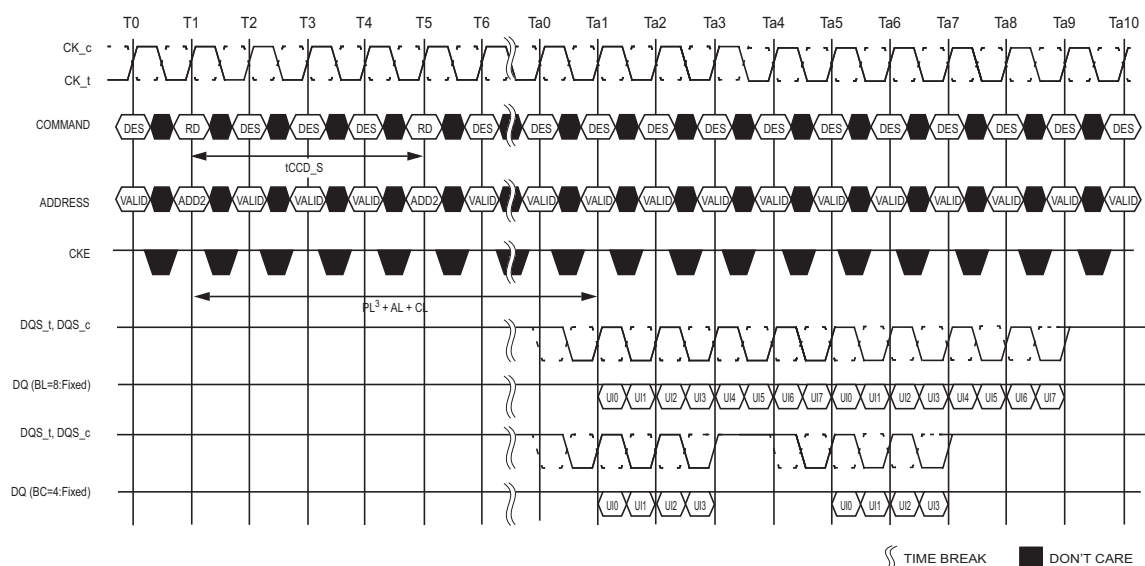 T0 T1 T2 T3 T4 T5 T6 Ta0 Ta1 Ta2 Ta3 Ta4 Ta5 Ta6 Ta7 Ta8 Ta9 Ta10
CK_c
CK_t
COMMAND DES RD DES DES DES RD DES DES DES DES DES DES DES DES DES DES DES DES
tCCD_S
ADDRESS VALID ADD2 VALID VALID VALID ADD2 VALID VALID VALID VALID VALID VALID VALID VALID VALID VALID VALID VALID
CKE
PL3 + AL + CL
DQS_t, DQS_c
DQ (BL=8:Fixed) UI0 UI1 UI2 UI3 UI4 UI5 UI6 UI7 UI0 UI1 UI2 UI3 UI4 UI5 UI6 UI7
DQS_t, DQS_c
DQ (BC=4:Fixed) UI0 UI1 UI2 UI3 UI0 UI1 UI2 UI3
TIME BREAK DON'T CARE